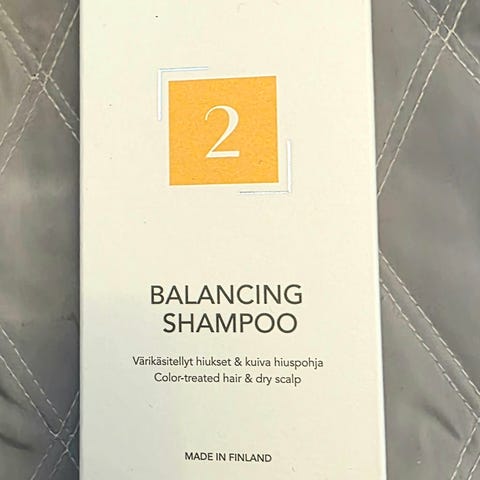 2
BALANCING
SHAMPOO
Värikäsitellyt hiukset & kuiva hiuspohja
Color-treated hair & dry scalp
MADE IN FINLAND